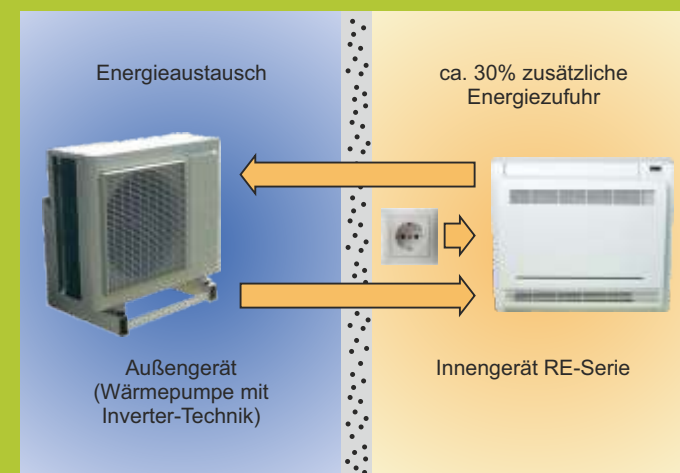 Energieaustausch
ca. 30% zusätzliche
Energiezufuhr
Außengerät
(Wärmepumpe mit
Inverter-Technik)
Innengerät RE-Serie